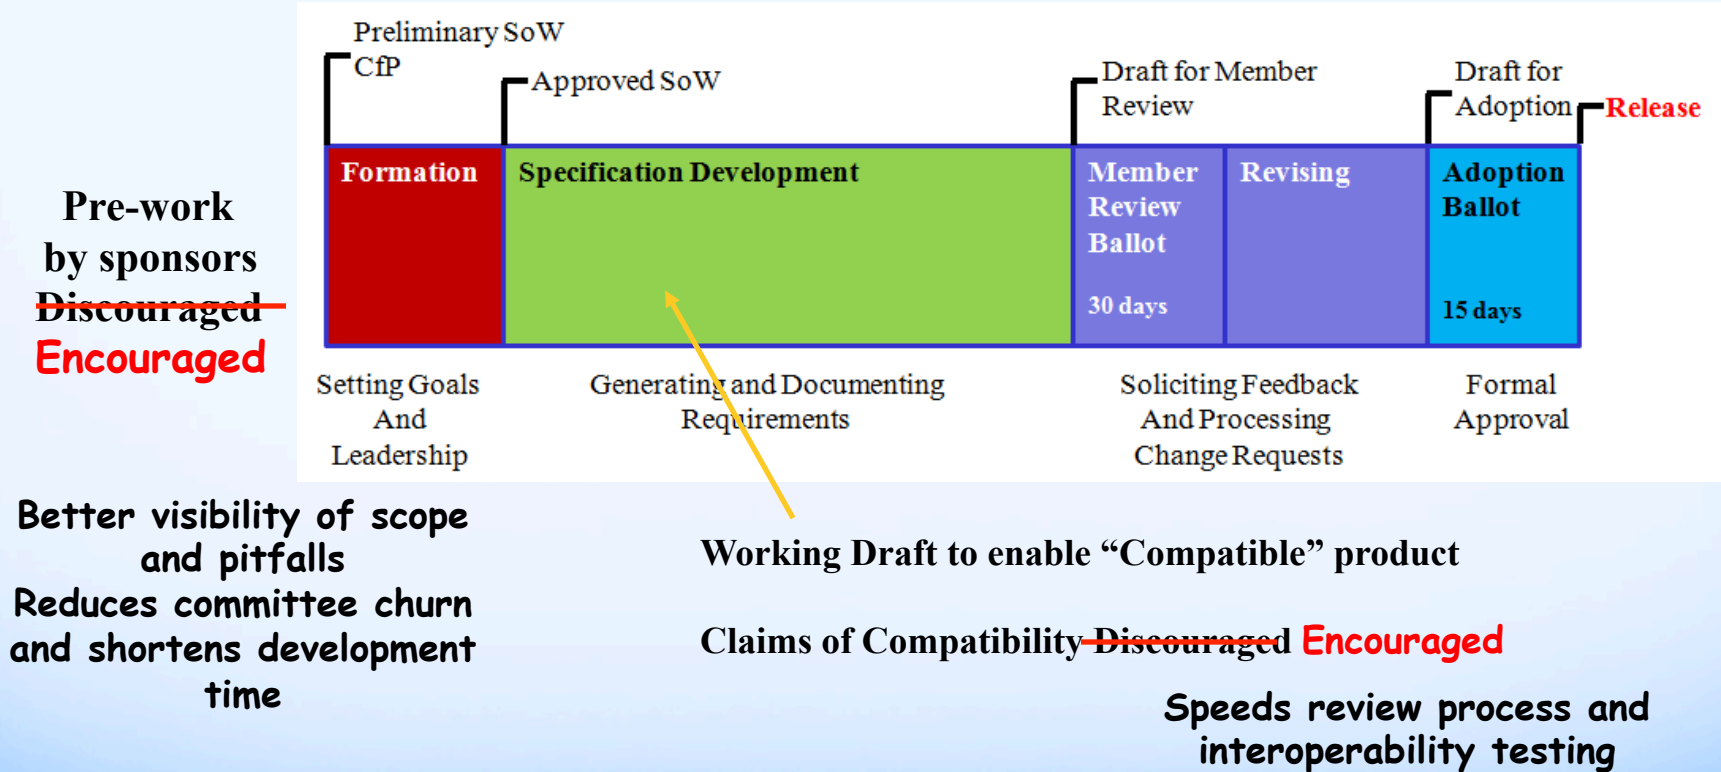 Preliminary SoW
CfP
Approved SoW
Draft for Member
Review
Draft for
Adoption
Release
Formation
Specification Development
Member
Review
Ballot
30 days
Revising
Adoption
Ballot
15 days
Pre-work
by sponsors
Discouraged
Encouraged
Setting Goals
And
Leadership
Generating and Documenting
Requirements
Soliciting Feedback
And Processing
Change Requests
Formal
Approval
Better visibility of scope
and pitfalls
Reduces committee churn
and shortens development
time
Working Draft to enable “Compatible” product
Claims of Compatibility Discouraged Encouraged
Speeds review process and
interoperability testing